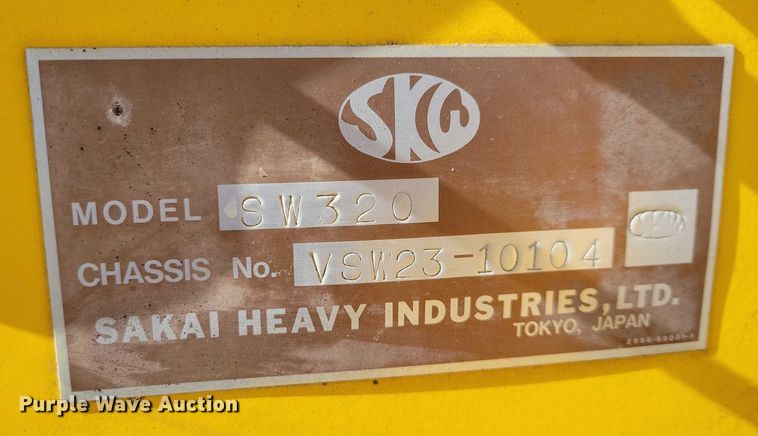 SKW
MODEL SW320
CHASSIS No. VSW23-10104
SAKAI HEAVY INDUSTRIES, LTD.
TOKYO, JAPAN
Purple Wave Auction